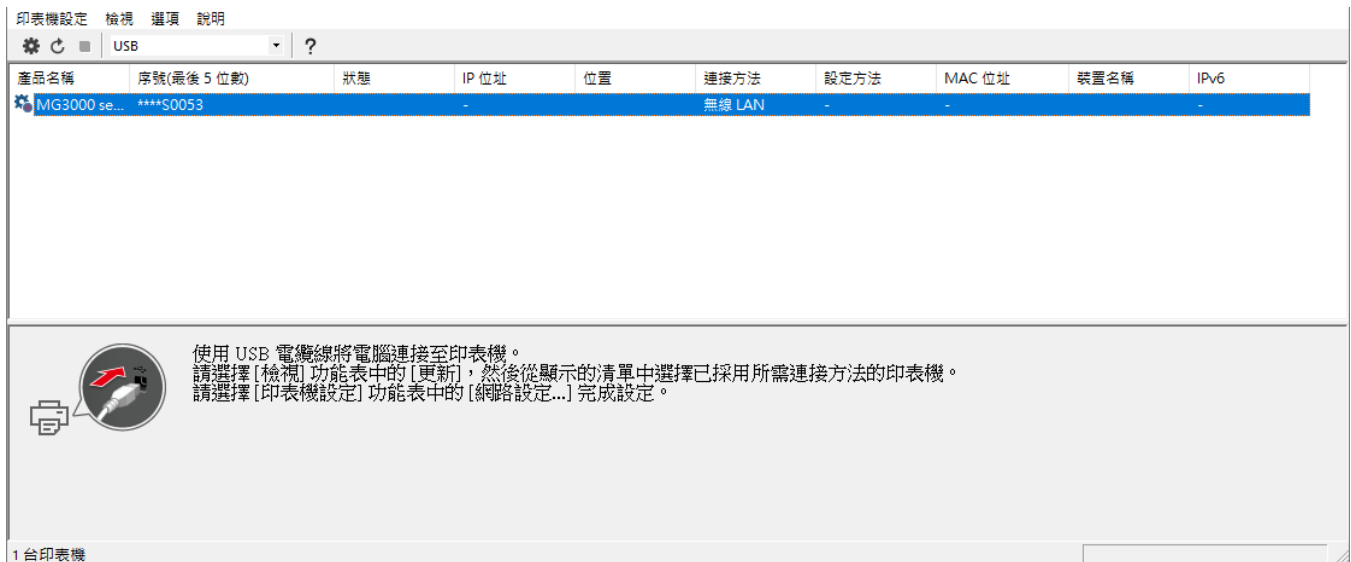 印表機設定 檢視 選項 說明
USB ?
產品名稱 序號(最後 5 位數) 狀態 IP 位址 位置 連接方法 設定方法 MAC 位址 裝置名稱 IPv6
MG3000 se... ****S0053 - 無線 LAN - - -
使用 USB 電纜線將電腦連接至印表機。
請選擇 [檢視] 功能表中的 [更新]，然後從顯示的清單中選擇已採用所需連接方法的印表機。
請選擇 [印表機設定] 功能表中的 [網路設定...] 完成設定。
1 台印表機